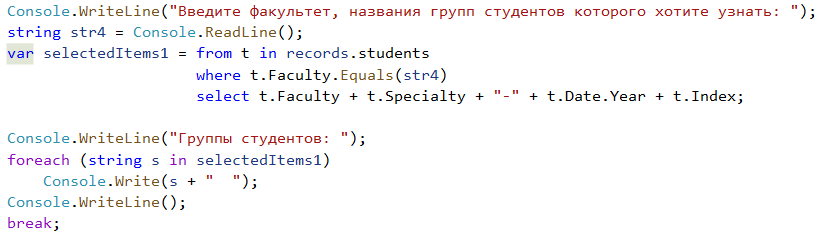 Console.WriteLine("Введите факультет, названия групп студентов которого хотите узнать: ");
string str4 = Console.ReadLine();
var selectedItems1 = from t in records.students
                     where t.Faculty.Equals(str4)
                     select t.Faculty + t.Specialty + "-" + t.Date.Year + t.Index;

Console.WriteLine("Группы студентов: ");
foreach (string s in selectedItems1)
    Console.Write(s + "  ");
Console.WriteLine();
break;